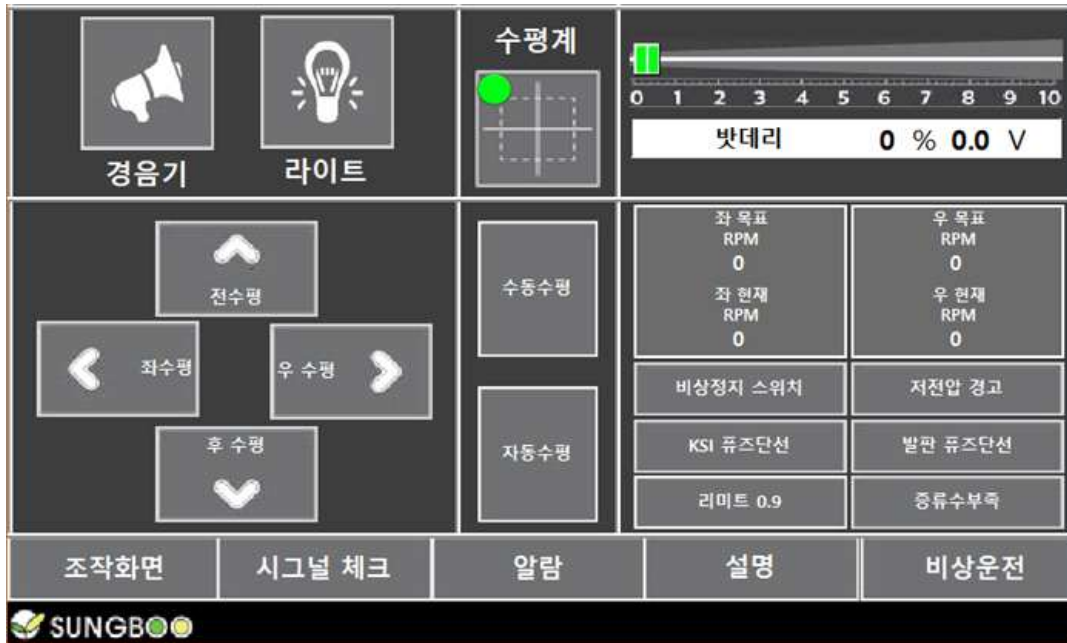 수평계
0 1 2 3 4 5 6 7 8 9 10
밧데리 0 % 0.0 V
경음기
라이트
전수평
좌수평
우 수평
후 수평
수동수평
자동수평
좌 목표
RPM
0
좌 현재
RPM
0
우 목표
RPM
0
우 현재
RPM
0
비상정지 스위치
저전압 경고
KSI 퓨즈단선
발판 퓨즈단선
리미트 0.9
증류수부족
조작화면
시그널 체크
알람
설명
비상운전
SUNGBOO